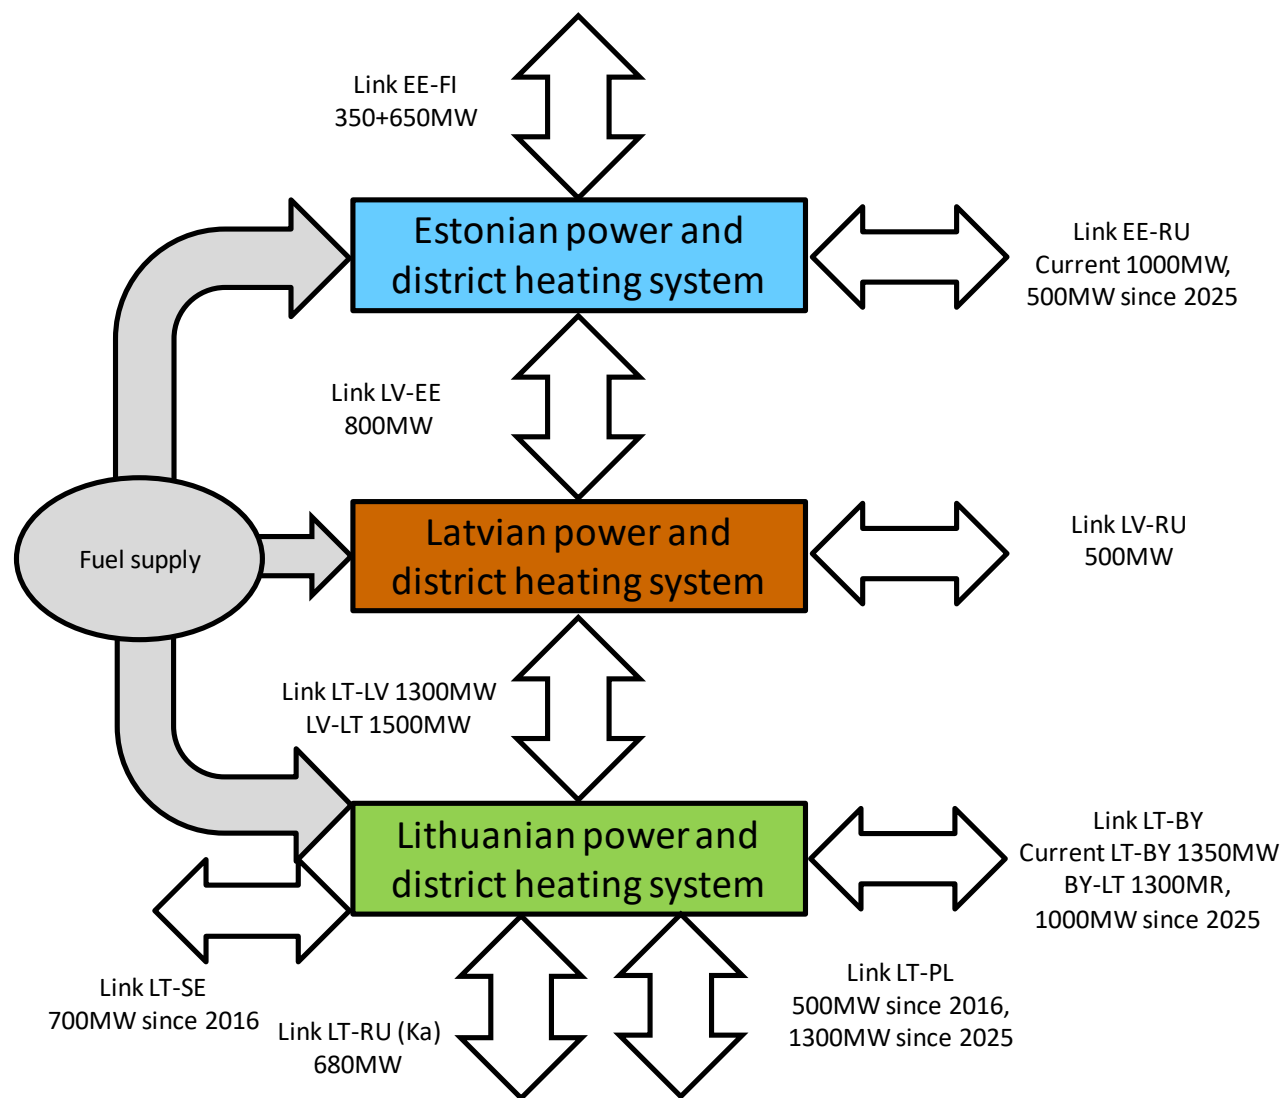 Link EE-FI
350+650MW
Estonian power and
district heating system
Link EE-RU
Current 1000MW,
500MW since 2025
Link LV-EE
800MW
Fuel supply
Latvian power and
district heating system
Link LV-RU
500MW
Link LT-LV 1300MW
LV-LT 1500MW
Lithuanian power and
district heating system
Link LT-BY
Current LT-BY 1350MW
BY-LT 1300MR,
1000MW since 2025
Link LT-SE
700MW since 2016
Link LT-RU (Ka)
680MW
Link LT-PL
500MW since 2016,
1300MW since 2025